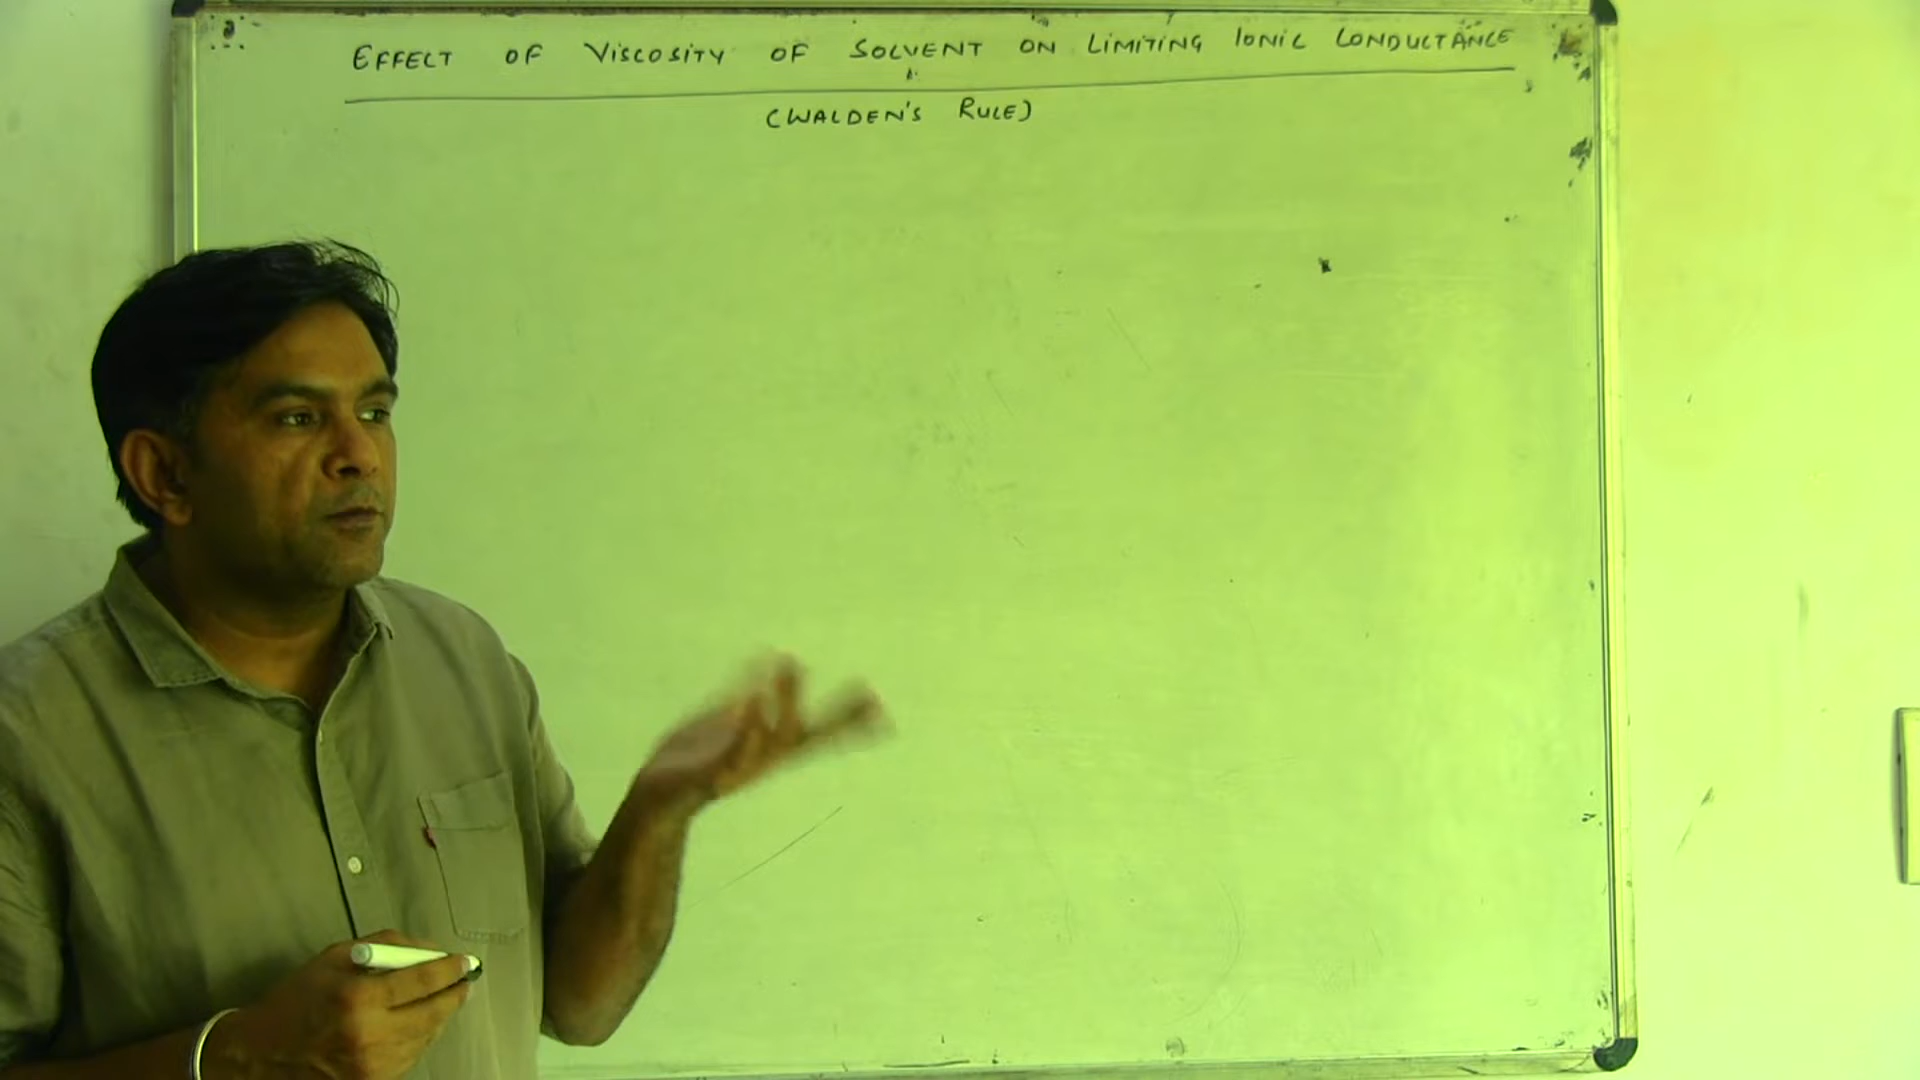 EFFECT OF VISCOSITY OF SOLVENT ON LIMITING IONIC CONDUCTANCE
(WALDEN'S RULE)